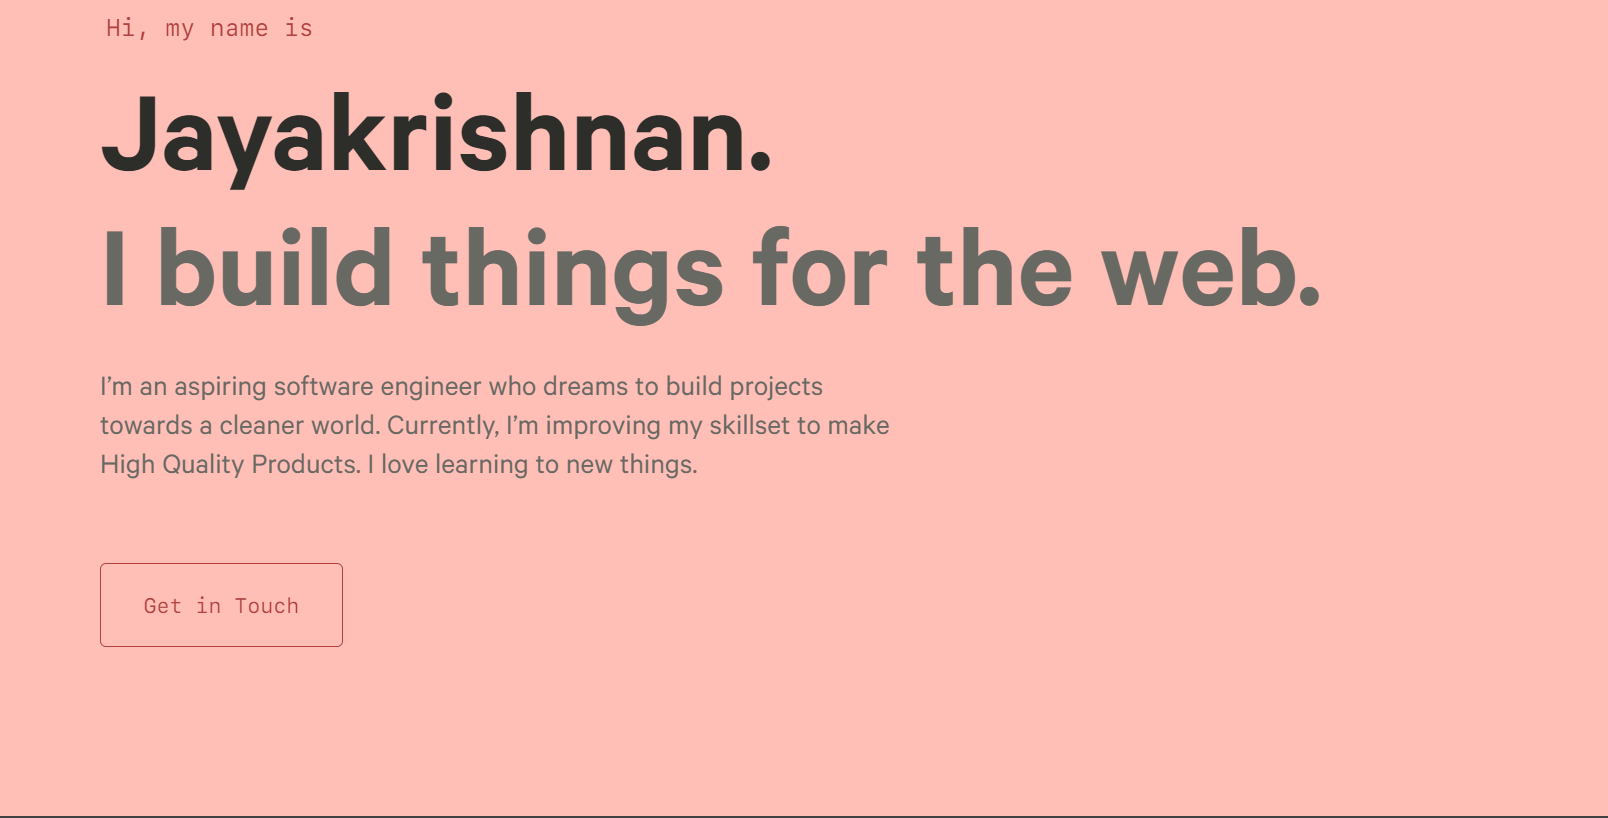 Hi, my name is
Jayakrishnan.
I build things for the web.
I’m an aspiring software engineer who dreams to build projects
towards a cleaner world. Currently, I’m improving my skillset to make
High Quality Products. I love learning to new things.
Get in Touch